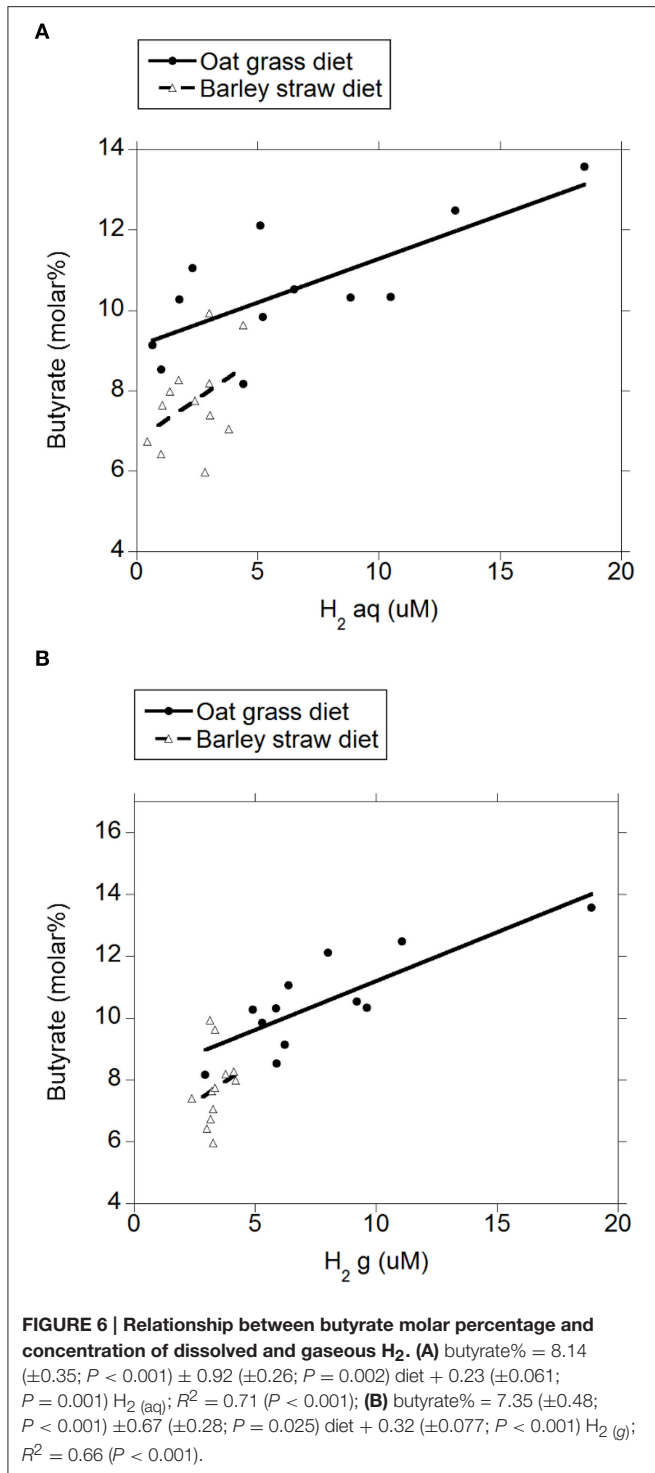 A
Oat grass diet
Barley straw diet
14
12
10
8
6
4
Butyrate (molar%)
0 5 10 15 20
H2 aq (uM)
B
Oat grass diet
Barley straw diet
16
14
12
10
8
6
4
Butyrate (molar%)
0 5 10 15 20
H2 g (uM)
FIGURE 6 | Relationship between butyrate molar percentage and
concentration of dissolved and gaseous H2. (A) butyrate% = 8.14
(±0.35; P < 0.001) ± 0.92 (±0.26; P = 0.002) diet + 0.23 (±0.061;
P = 0.001) H2 (aq); R² = 0.71 (P < 0.001); (B) butyrate% = 7.35 (±0.48;
P < 0.001) ±0.67 (±0.28; P = 0.025) diet + 0.32 (±0.077; P < 0.001) H2 (g);
R² = 0.66 (P < 0.001).